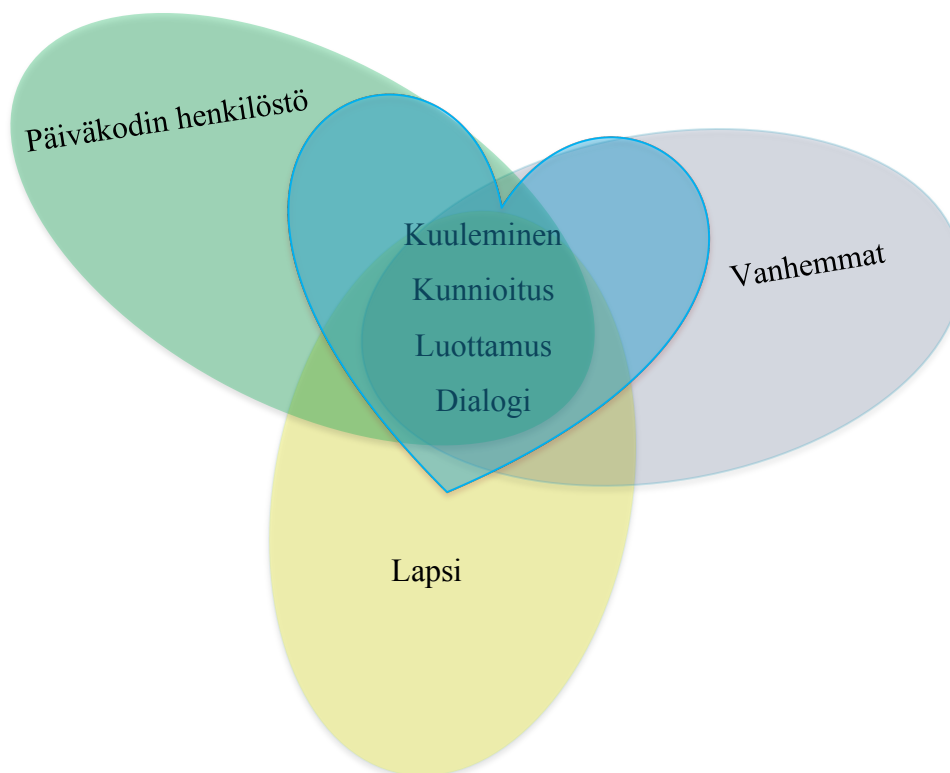 Päiväkodin henkilöstö
Kuuleminen
Kunnioitus
Luottamus
Dialogi
Vanhemmat
Lapsi